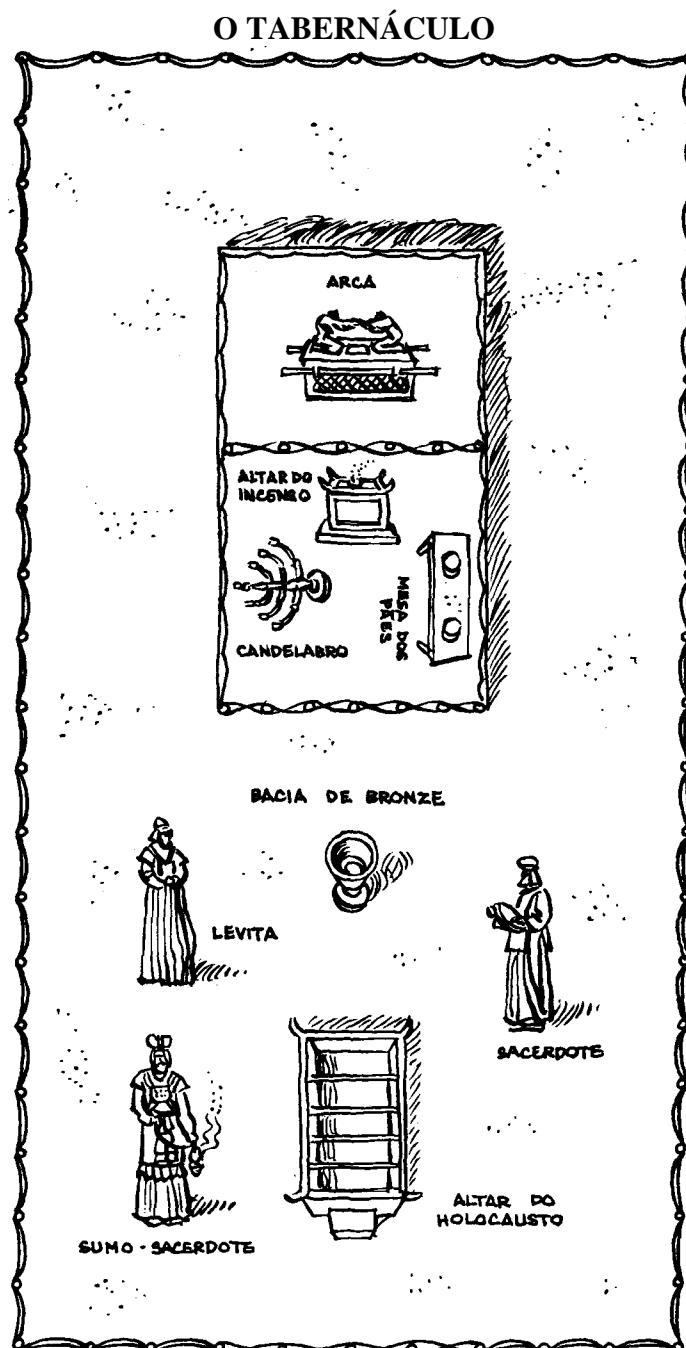 O TABERNÁCULO
ARCA
ALTAR DO
INCENSO
MESA DOS
PÃES
CANDELABRO
BACIA DE BRONZE
LEVITA
SACERDOTE
ALTAR DO
HOLOCAUSTO
SUMO-SACERDOTE